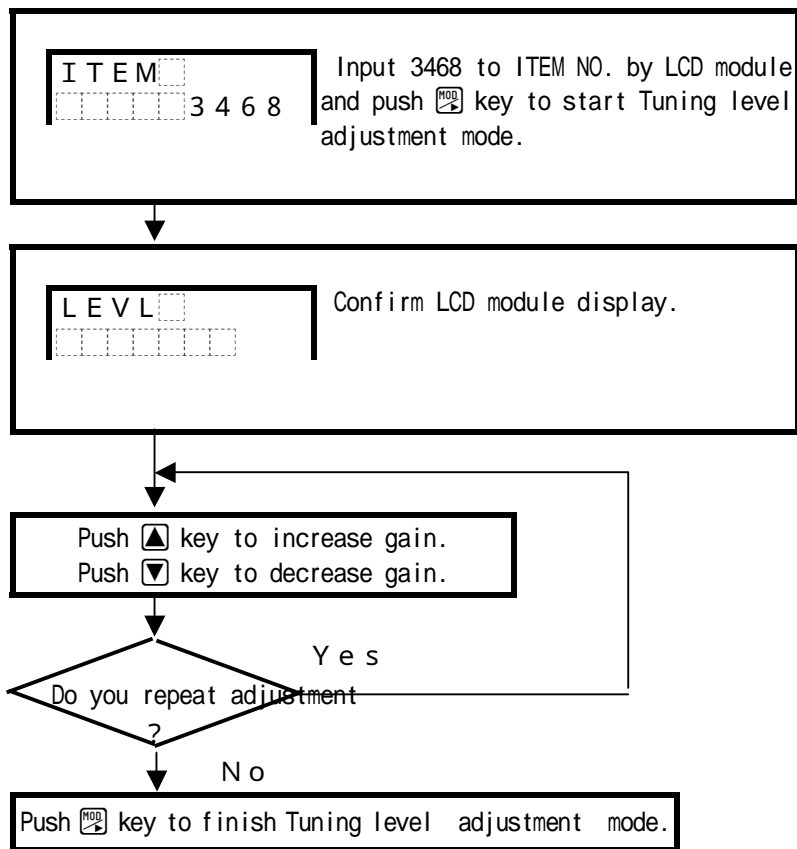 ITEM
3468
Input 3468 to ITEM NO. by LCD module
and push MOD key to start Tuning level
adjustment mode.
LEVL
Confirm LCD module display.
Push ▲ key to increase gain.
Push ▼ key to decrease gain.
Yes
Do you repeat adjustment
?
No
Push MOD key to finish Tuning level adjustment mode.